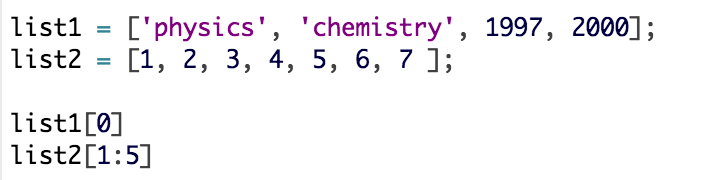 list1 = ['physics', 'chemistry', 1997, 2000];
list2 = [1, 2, 3, 4, 5, 6, 7 ];
list1[0]
list2[1:5]